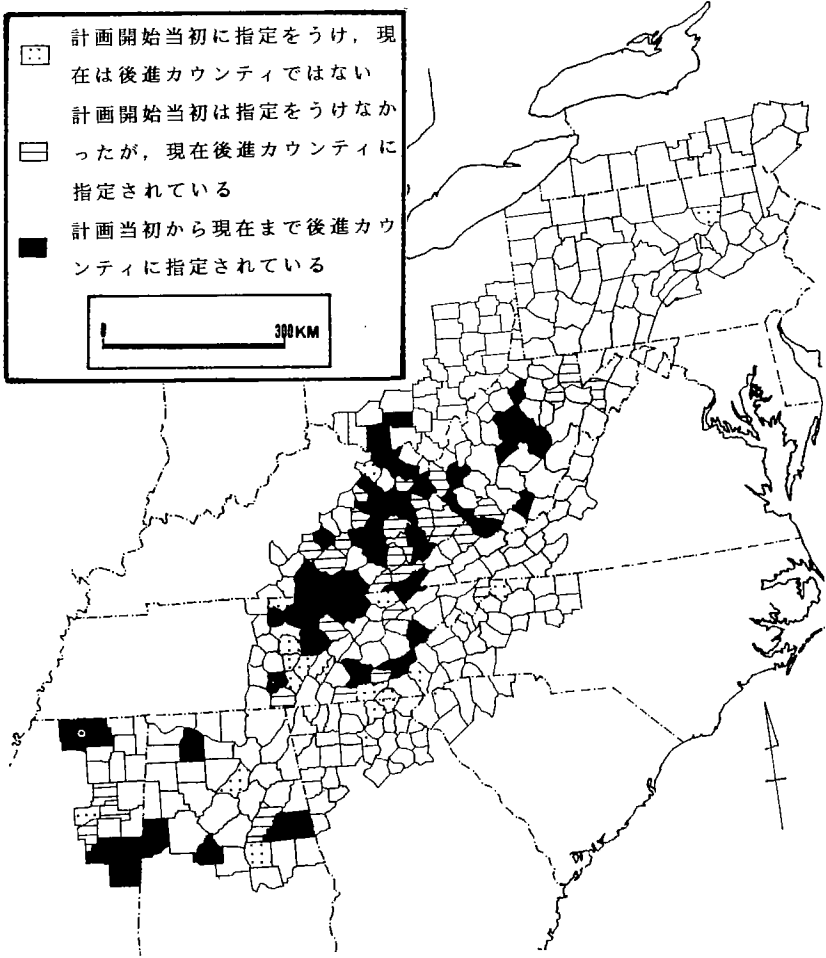 計画開始当初に指定をうけ,現
在は後進カウンティではない
計画開始当初は指定をうけなか
ったが,現在後進カウンティに
指定されている
計画当初から現在まで後進カウ
ンティに指定されている
0 300KM